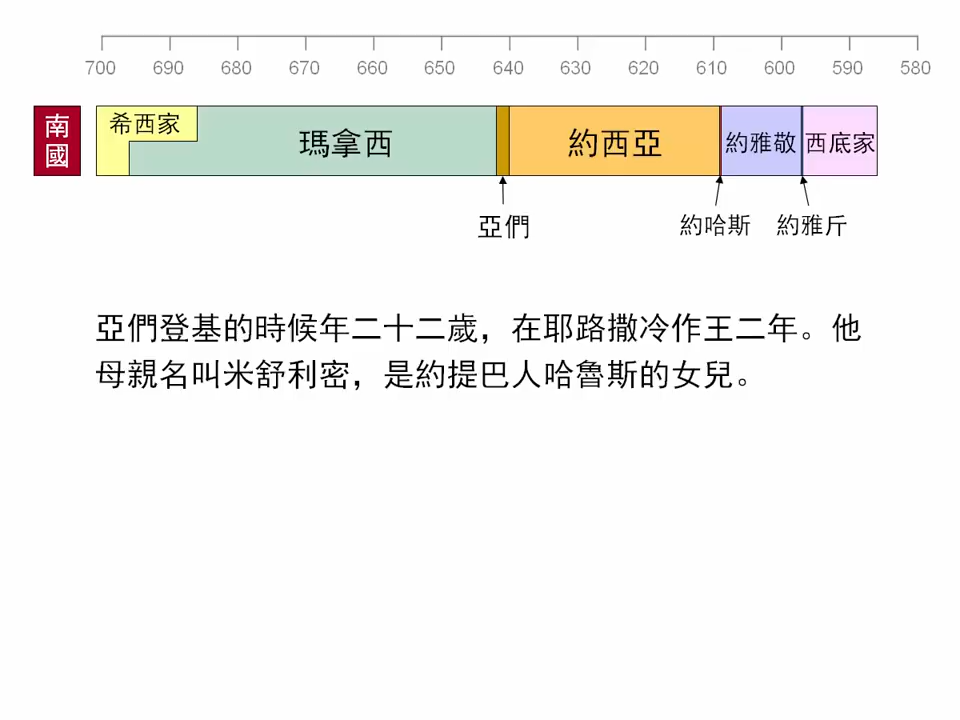 700 690 680 670 660 650 640 630 620 610 600 590 580
南國
希西家
瑪拿西
約西亞
約雅敬
西底家
亞們
約哈斯
約雅斤
亞們登基的時候年二十二歲，在耶路撒冷作王二年。他
母親名叫米舒利密，是約提巴人哈魯斯的女兒。